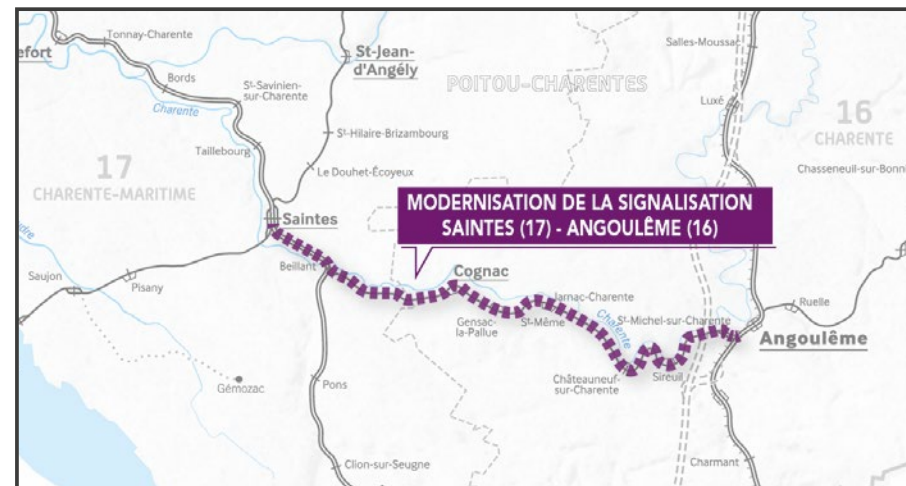 efort
Tonnay-Charente
Bords
St-Savinien-
sur-Charente
Charente
Taillebourg
St-Jean-
d'Angély
St-Hilaire-Brizambourg
Le Douhet-Écoyeux
POITOU-CHARENTES
Salles-Moussac
Luxé
16
CHARENTE
Chasseneuil-sur-Bonni
17
CHARENTE-MARITIME
MODERNISATION DE LA SIGNALISATION
SAINTES (17) - ANGOULÊME (16)
Saintes
Beillant
Saujon
Pisany
Gémozac
Pons
Clion-sur-Seugne
Cognac
Gensac-
la-Pallue
St-Même
Jarnac-Charente
Charente
St-Michel-sur-Charente
Châteauneuf-
sur-Charente
Sireuil
Ruelle
Angoulême
Charmant